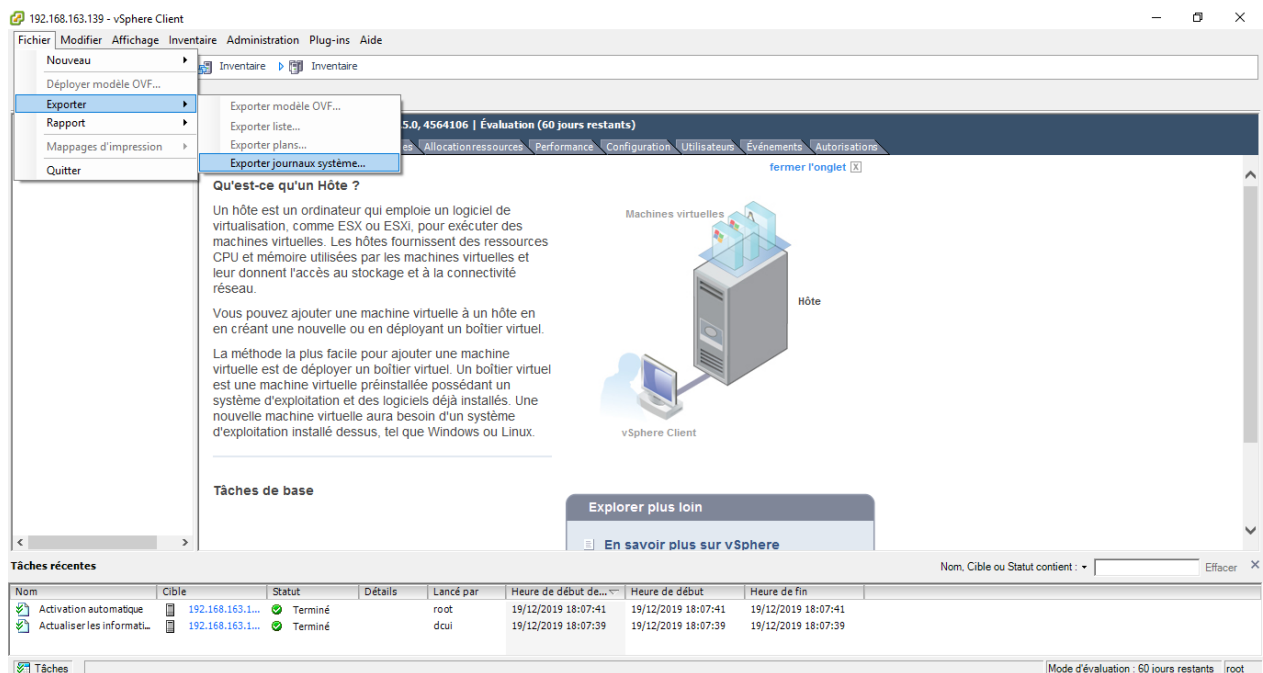 192.168.163.139 - vSphere Client
Fichier Modifier Affichage Inventaire Administration Plug-ins Aide
Nouveau
Inventaire Inventaire
Déployer modèle OVF...
Exporter
Exporter modèle OVF...
Rapport
Exporter liste...
5.0, 4564106 | Évaluation (60 jours restants)
Mappages d'impression
Exporter plans...
es Allocationressources Performance Configuration Utilisateurs Événements Autorisations
Quitter
Exporter journaux système...
fermer l'onglet X
Qu'est-ce qu'un Hôte ?
Un hôte est un ordinateur qui emploie un logiciel de
virtualisation, comme ESX ou ESXi, pour exécuter des
machines virtuelles. Les hôtes fournissent des ressources
CPU et mémoire utilisées par les machines virtuelles et
leur donnent l'accès au stockage et à la connectivité
réseau.
Vous pouvez ajouter une machine virtuelle à un hôte en
en créant une nouvelle ou en déployant un boîtier virtuel.
La méthode la plus facile pour ajouter une machine
virtuelle est de déployer un boîtier virtuel. Un boîtier virtuel
est une machine virtuelle préinstallée possédant un
système d'exploitation et des logiciels déjà installés. Une
nouvelle machine virtuelle aura besoin d'un système
d'exploitation installé dessus, tel que Windows ou Linux.
Machines virtuelles
Hôte
vSphere Client
Tâches de base
Explorer plus loin
En savoir plus sur vSphere
Tâches récentes
Nom, Cible ou Statut contient :
Effacer
Nom Cible Statut Détails Lancé par Heure de début de... Heure de début Heure de fin
Activation automatique 192.168.163.1... Terminé root 19/12/2019 18:07:41 19/12/2019 18:07:41 19/12/2019 18:07:41
Actualiser les informati... 192.168.163.1... Terminé dcui 19/12/2019 18:07:39 19/12/2019 18:07:39 19/12/2019 18:07:39
Tâches
Mode d'évaluation : 60 jours restants root